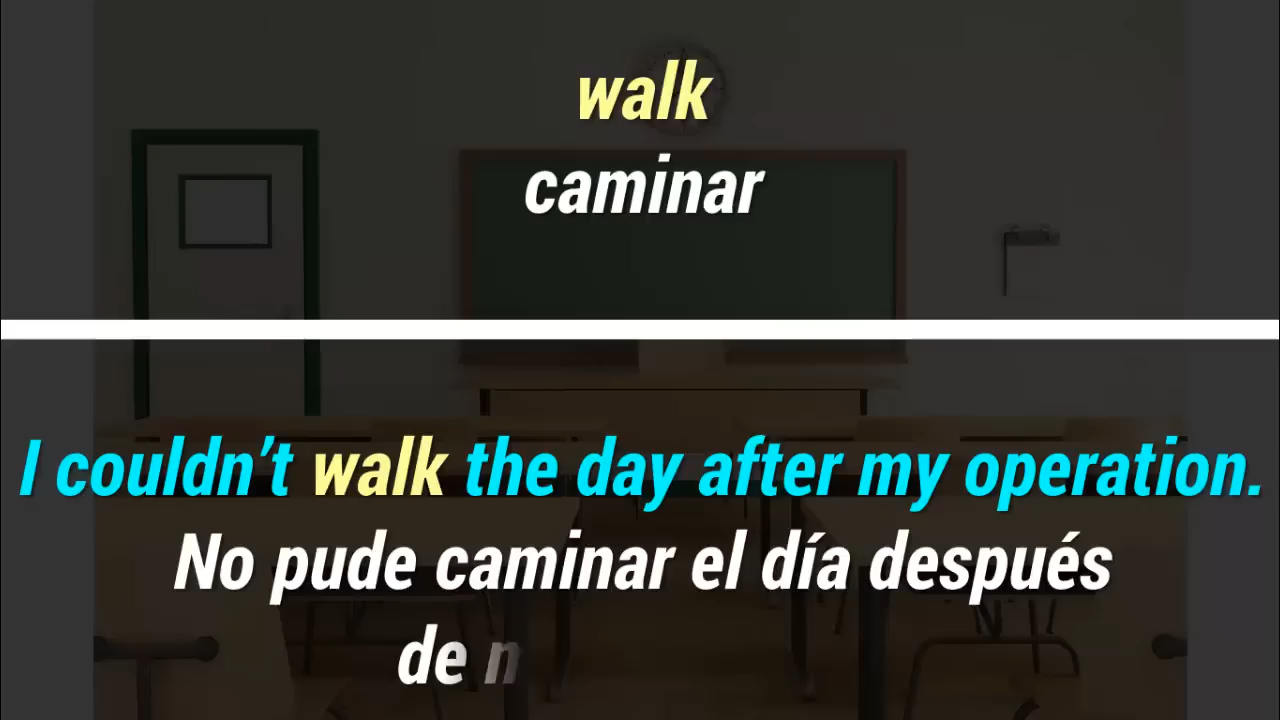 walk
caminar
I couldn't walk the day after my operation.
No pude caminar el día después
de